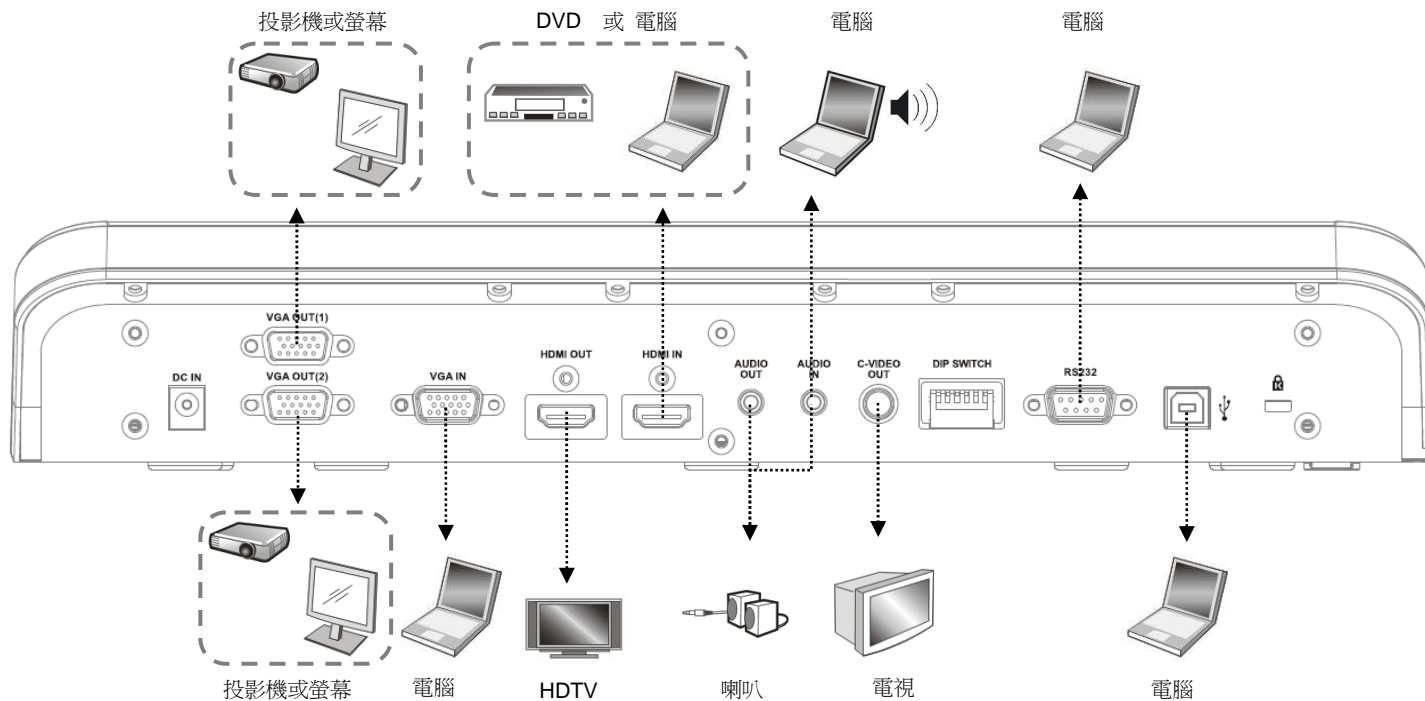 投影機或螢幕
DVD 或 電腦
電腦
電腦
VGA OUT(1)
DC IN
VGA OUT(2)
VGA IN
HDMI OUT
HDMI IN
AUDIO OUT
AUDIO IN
C-VIDEO OUT
DIP SWITCH
RS232
K
投影機或螢幕
電腦
HDTV
喇叭
電視
電腦